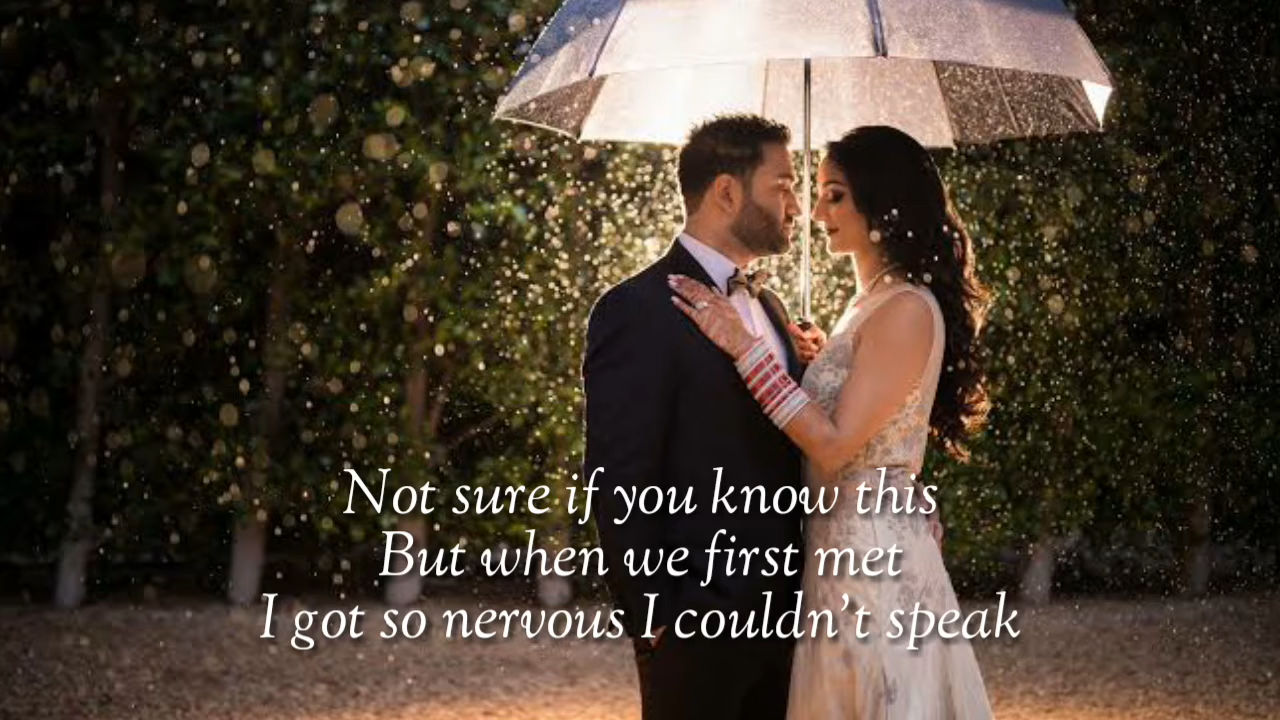 Not sure if you know this
But when we first met
I got so nervous I couldn't speak